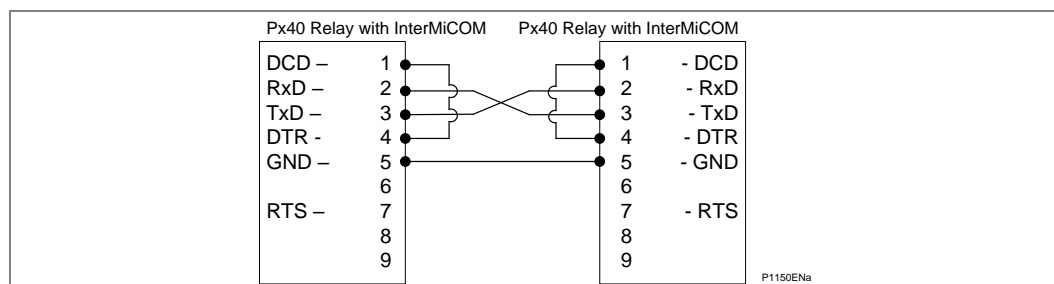 Px40 Relay with InterMiCOM Px40 Relay with InterMiCOM
DCD – 1 1 - DCD
RxD – 2 2 - RxD
TxD – 3 3 - TxD
DTR - 4 4 - DTR
GND – 5 5 - GND
6 6
RTS – 7 7 - RTS
8 8
9 9
P1150ENa